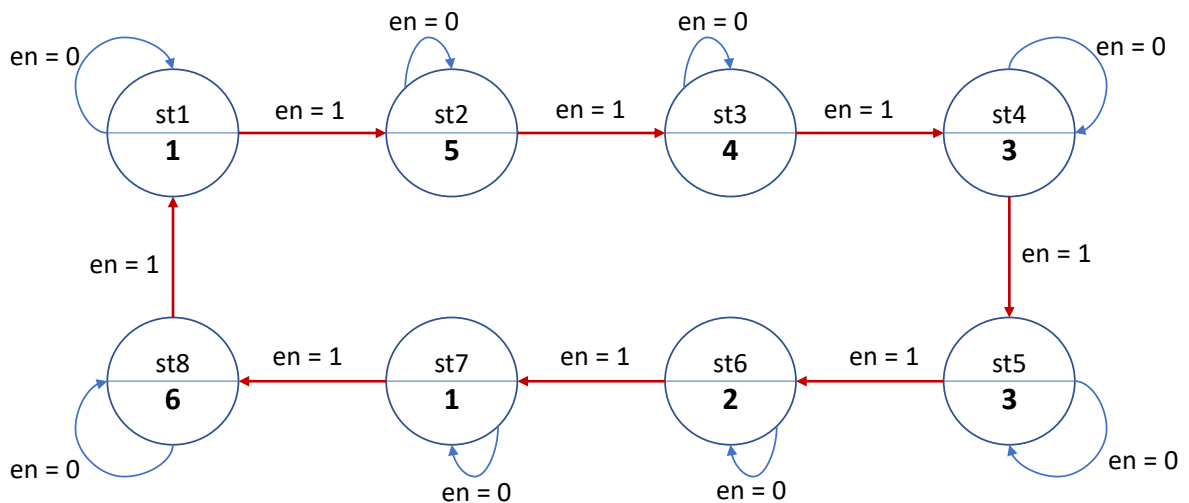 en = 0
en = 0
en = 0
en = 0
st1
1
en = 1
st2
5
en = 1
st3
4
en = 1
st4
3
en = 1
en = 1
st8
6
en = 1
st7
1
en = 1
st6
2
en = 1
st5
3
en = 0
en = 0
en = 0
en = 0